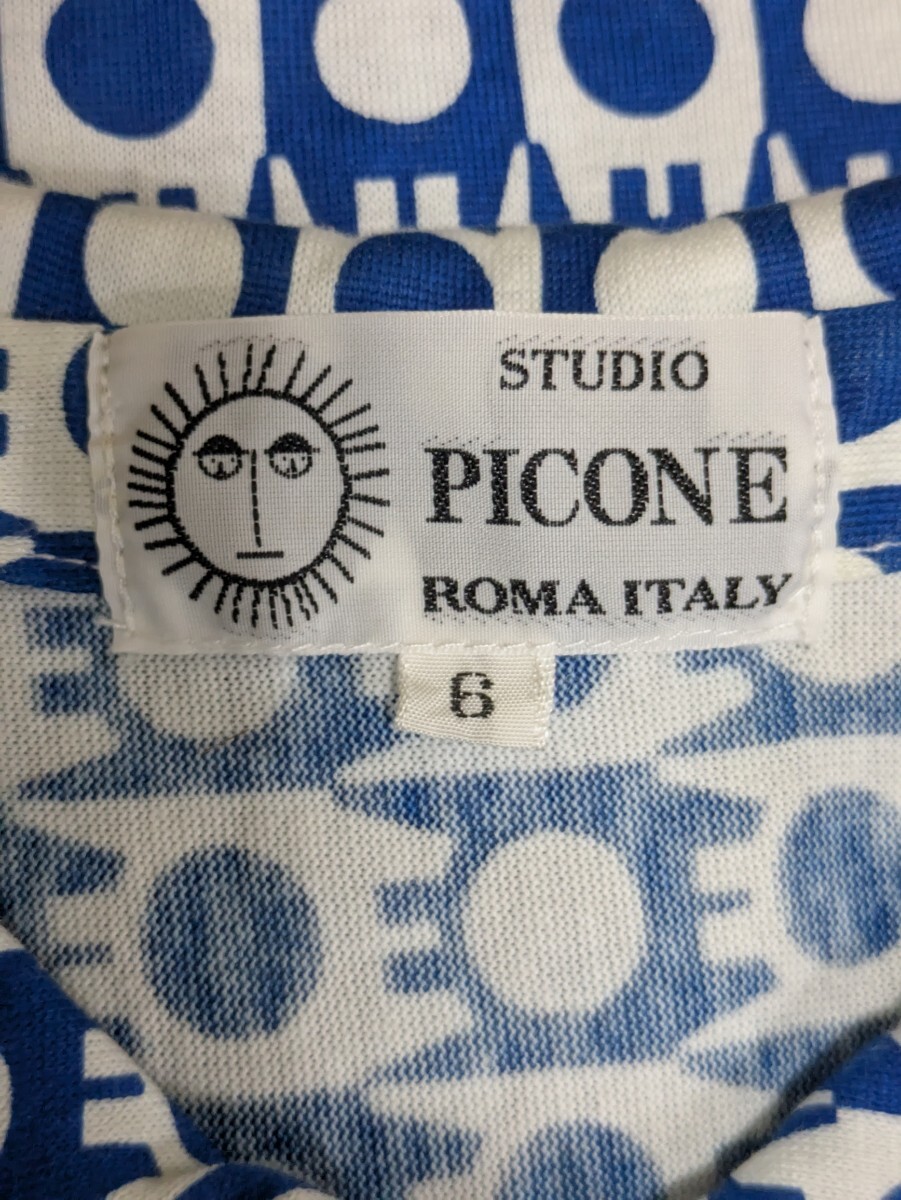 STUDIO
PICONE
ROMA ITALY
6